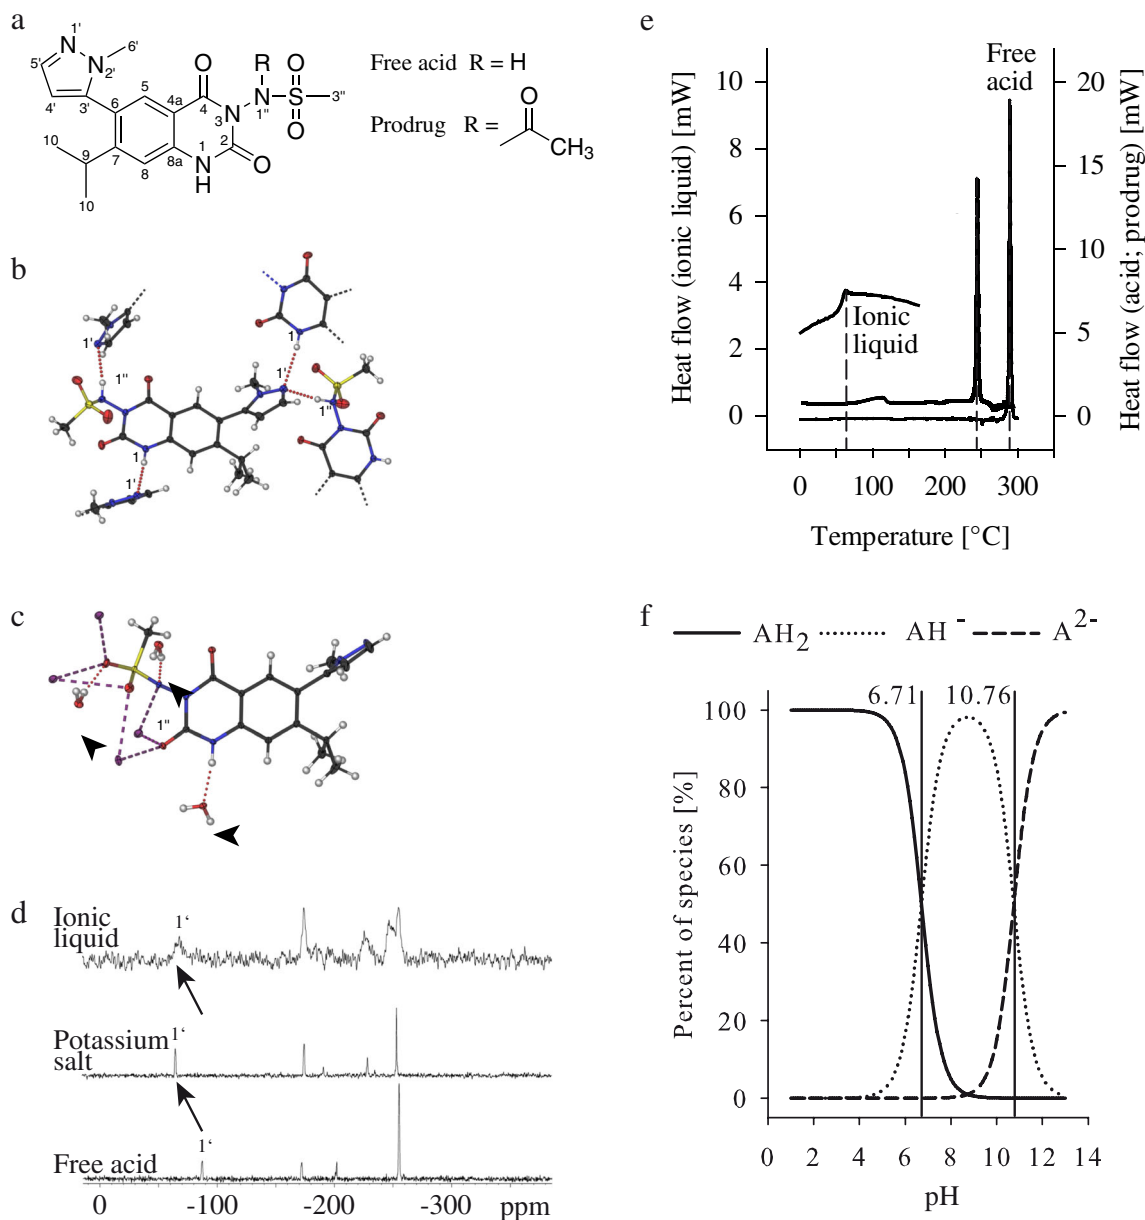 a
1'
N
5'
N
2'
CH3
6'
4'
3'
6
5
4a
O
4
R
N
1"
O
S
O
3"
N
3
2
O
1
N
H
8a
8
7
9
10
10
Free acid R = H
Prodrug R =
O
CH3
b
1'
1"
1
1'
1
1'
1"
c
1"
d
Ionic
liquid
1'
Potassium
salt
1'
Free acid
1'
0 -100 -200 -300 ppm
e
Heat flow (ionic liquid) [mW]
10
8
6
4
2
0
Free
acid
Ionic
liquid
20
15
10
5
0
Heat flow (acid; prodrug) [mW]
0 100 200 300
Temperature [°C]
f
AH2 AH - A2-
6.71 10.76
Percent of species [%]
100
80
60
40
20
0
0 2 4 6 8 10 12 14
pH